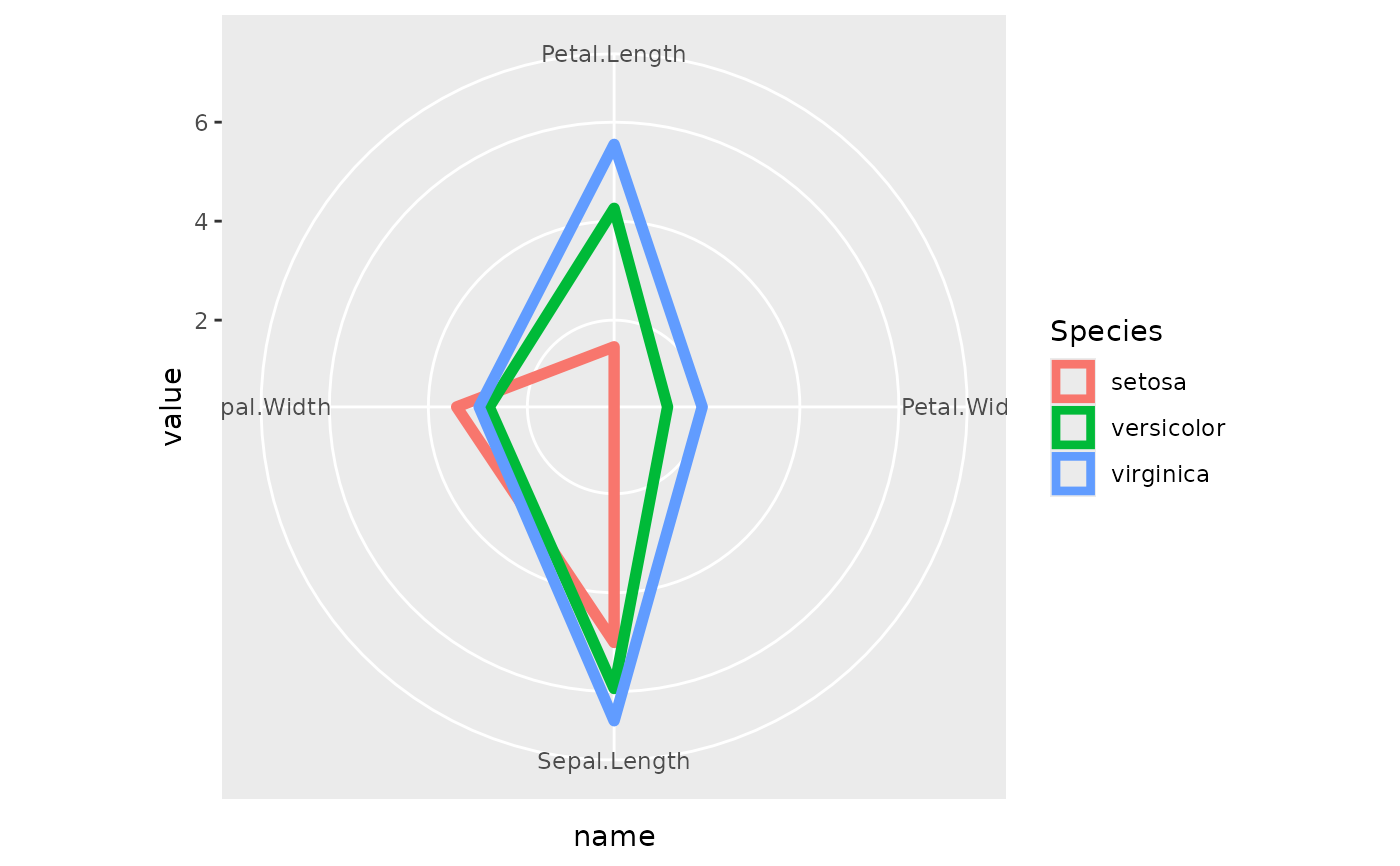 Petal.Length
6
4
2
value
pal.Width
Petal.Wid
Sepal.Length
name
Species
setosa
versicolor
virginica